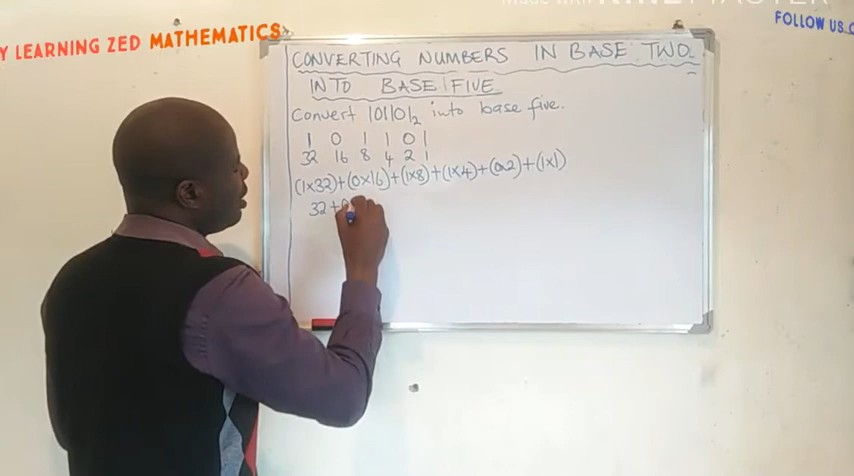 Y LEARNING ZED MATHEMATICS
FOLLOW US
CONVERTING NUMBERS IN BASE TWO
INTO BASE FIVE
Convert 101101₂ into base five.
1 0 1 1 0 1
32 16 8 4 2 1
(1×32)+(0×16)+(1×8)+(1×4)+(0×2)+(1×1)
32+0